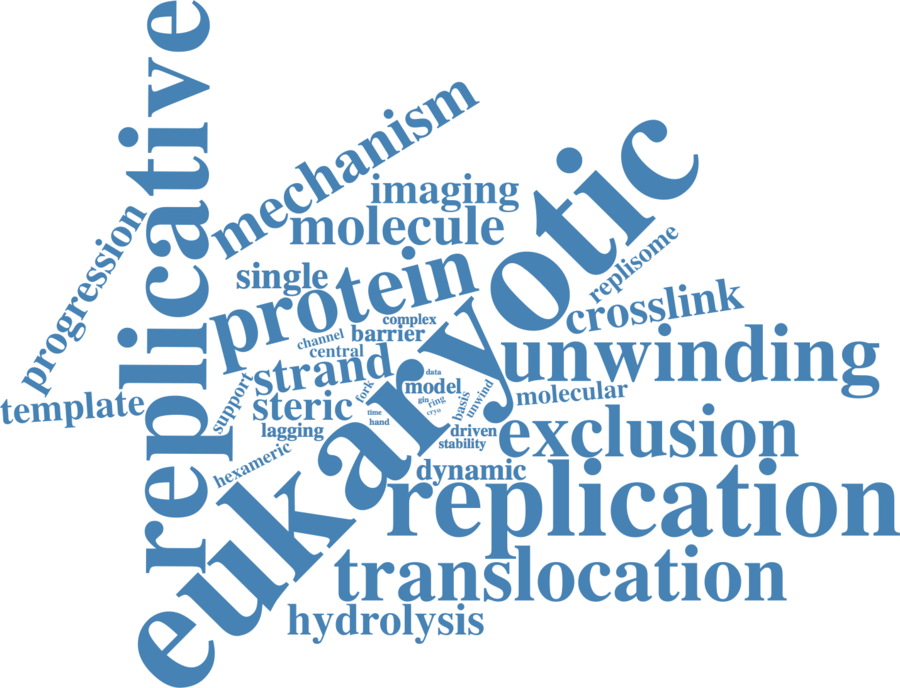 replicative
eukaryotic
mechanism
imaging
molecule
progression
replisome
single
protein
crosslink
complex
channel
barrier
central
unwinding
strand
data
fork
model
support
template
steric
gin
ring
cryo
basis
unwind
molecular
time
hand
lagging
driven
stability
exclusion
hexameric
dynamic
replication
translocation
hydrolysis